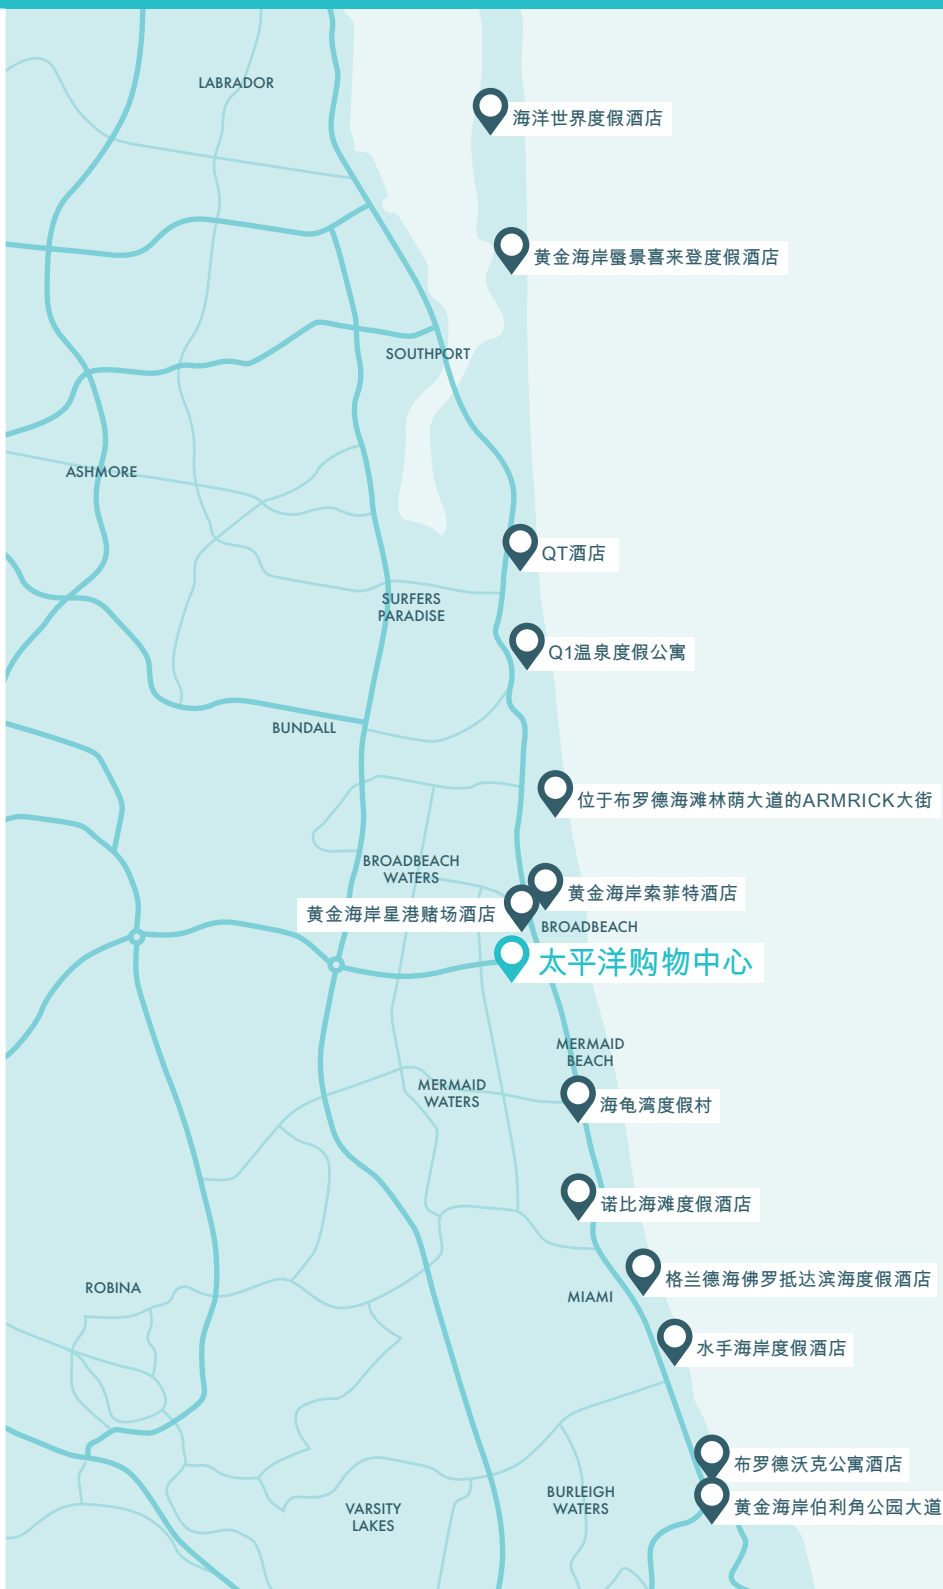 LABRADOR
海洋世界度假酒店
黄金海岸蜃景喜来登度假酒店
SOUTHPORT
ASHMORE
QT酒店
SURFERS
PARADISE
Q1温泉度假公寓
BUNDALL
位于布罗德海滩林荫大道的ARMRICK大街
BROADBEACH
WATERS
黄金海岸索菲特酒店
黄金海岸星港赌场酒店
BROADBEACH
太平洋购物中心
MERMAID
BEACH
MERMAID
WATERS
海龟湾度假村
诺比海滩度假酒店
格兰德海佛罗抵达滨海度假酒店
ROBINA
MIAMI
水手海岸度假酒店
布罗德沃克公寓酒店
BURLEIGH
WATERS
黄金海岸伯利角公园大道
VARSITY
LAKES